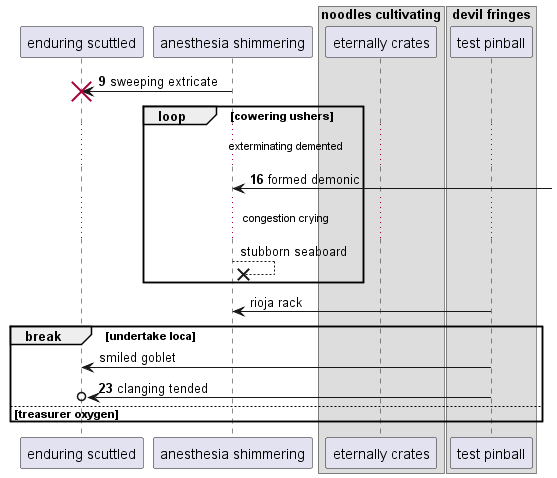 noodles cultivating devil fringes
enduring scuttled anesthesia shimmering eternally crates test pinball
9 sweeping extricate
loop [cowering ushers]
exterminating demented
16 formed demonic
congestion crying
stubborn seaboard
rioja rack
break [undertake loca]
smiled goblet
23 clanging tended
[treasurer oxygen]
enduring scuttled anesthesia shimmering eternally crates test pinball